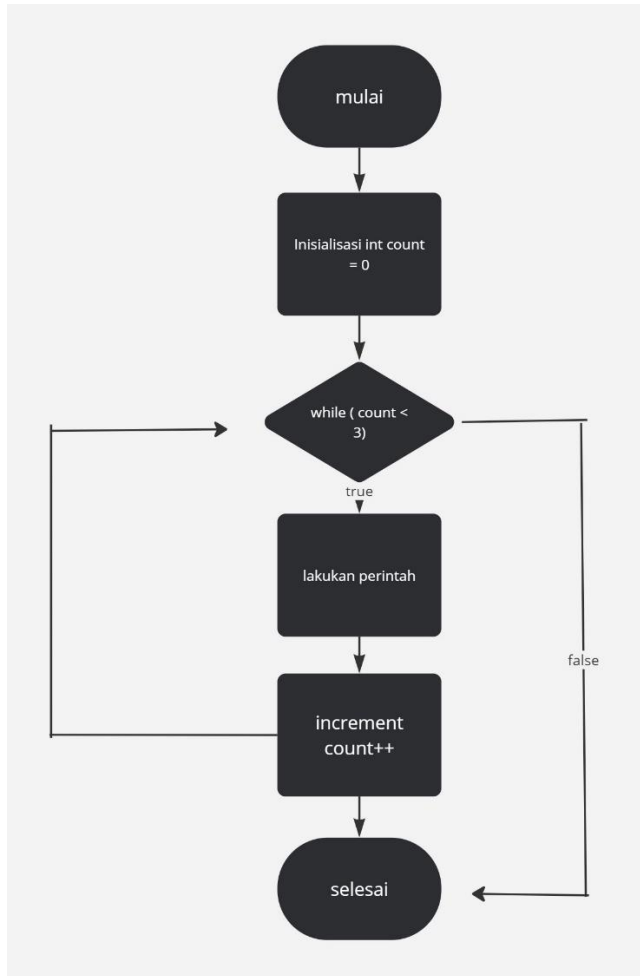 mulai
Inisialisasi int count
= 0
while ( count <
3)
true
lakukan perintah
false
increment
count++
selesai